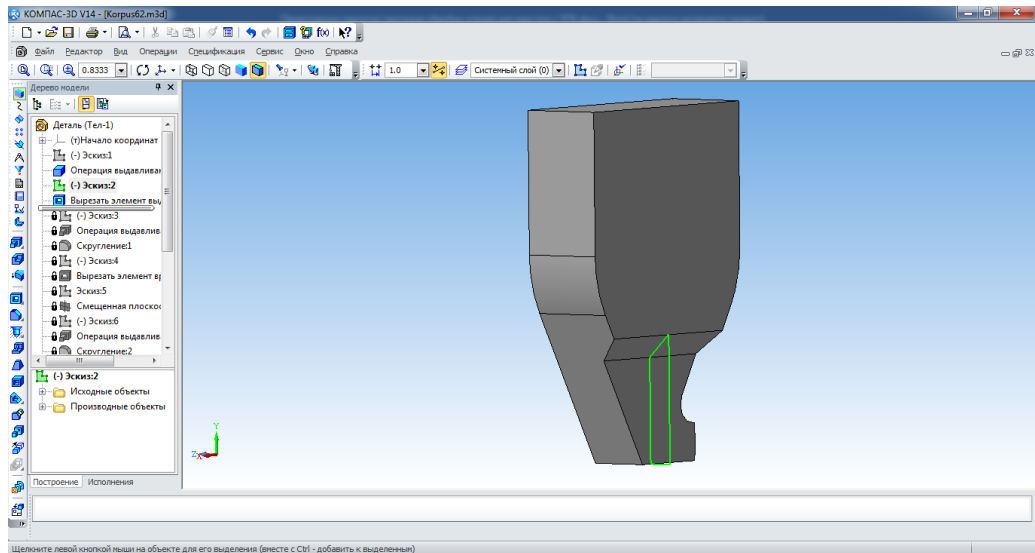 КОМПАС-3D V14 - [Korpus62.m3d]
Файл Редактор Вид Операции Спецификация Сервис Окно Справка
0.8333 1.0 Системный слой (0)
Дерево модели
Деталь (Тел-1)
(т)Начало координат
(-) Эскиз:1
Операция выдавливан
(-) Эскиз:2
Вырезать элемент выд
(-) Эскиз:3
Операция выдавлив
Скругление:1
(-) Эскиз:4
Вырезать элемент вр
Эскиз:5
Смещенная плоскос
(-) Эскиз:6
Операция выдавлив
Скругление:2
(-) Эскиз:2
Исходные объекты
Производные объекты
Y
Z X
Построение Исполнения
Щелкните левой кнопкой мыши на объекте для его выделения (вместе с Ctrl - добавить к выделенным)